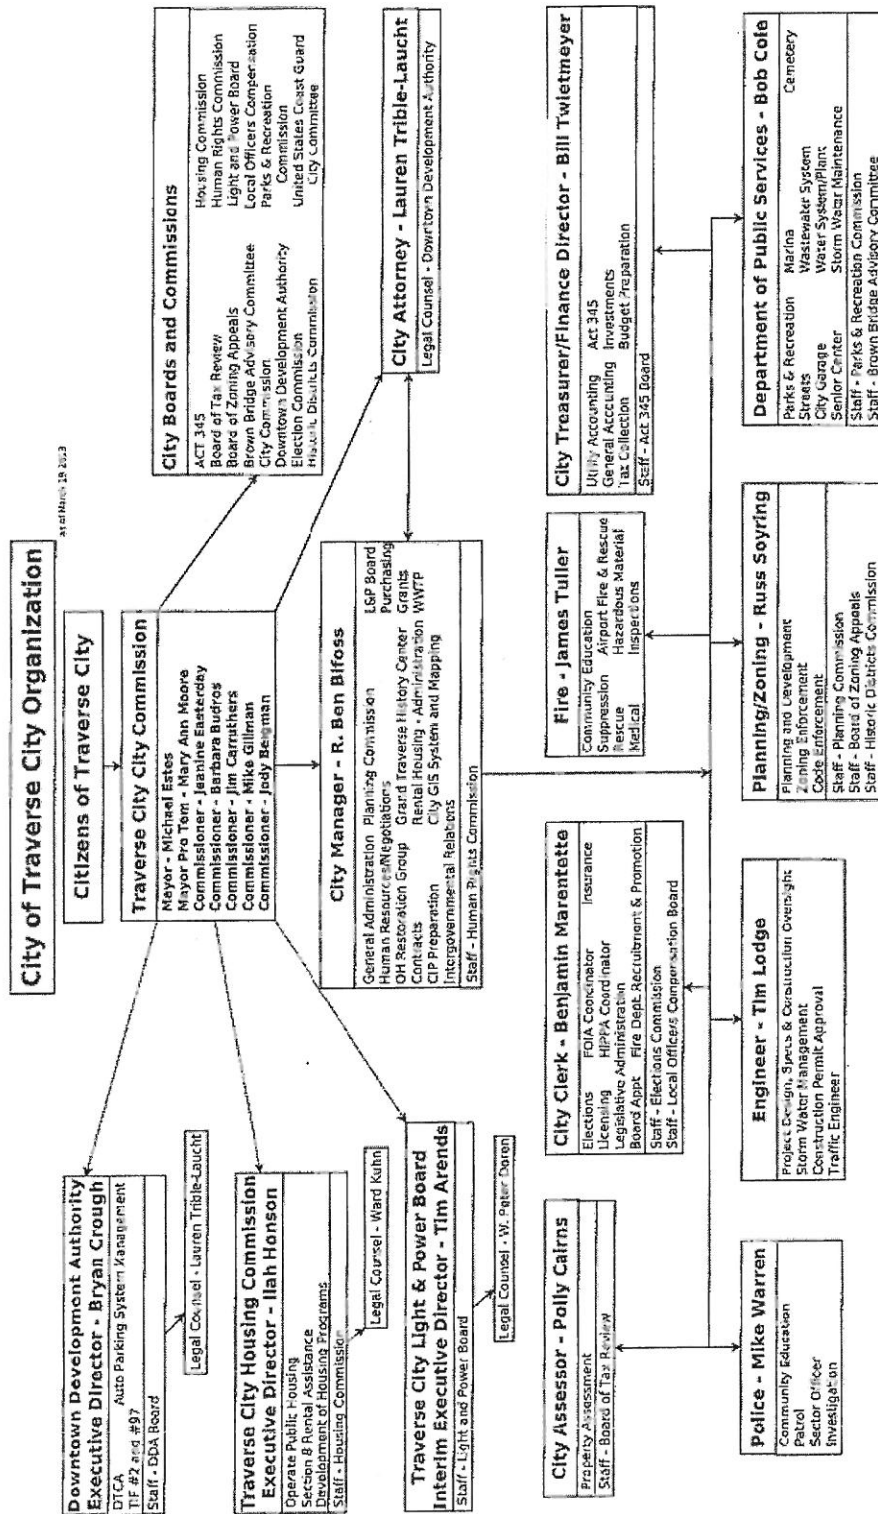 City of Traverse City Organization
as of March 19 2013
Citizens of Traverse City
Traverse City City Commission
Mayor - Michael Estes
Mayor Pro Tem - Mary Ann Moore
Commissioner - Jeanine Easterday
Commissioner - Barbara Budros
Commissioner - Jim Carruthers
Commissioner - Mike Gillman
Commissioner - Jody Bergman
Downtown Development Authority
Executive Director - Bryan Crough
DTCA Auto Parking System Management
TIF #2 and #97
Staff - DDA Board
Legal Counsel - Lauren Trible-Laucht
Traverse City Housing Commission
Executive Director - Ilah Honson
Operate Public Housing
Section 8 Rental Assistance
Development of Housing Programs
Staff - Housing Commission
Legal Counsel - Ward Kuhn
Traverse City Light & Power Board
Interim Executive Director - Tim Arends
Staff - Light and Power Board
Legal Counsel - W. Peter Doren
City Boards and Commissions
ACT 345 Housing Commission
Board of Tax Review Human Rights Commission
Board of Zoning Appeals Light and Power Board
Brown Bridge Advisory Committee Local Officers Compensation
City Commission Parks & Recreation
Downtown Development Authority Commission
Election Commission United States Coast Guard
Historic Districts Commission City Committee
City Manager - R. Ben Bifoss
General Administration Planning Commission L&P Board
Human Resources/Negotiations Purchasing
OH Restoration Group Grand Traverse History Center Grants
Contracts Rental Housing - Administration WWTP
CIP Preparation City GIS System and Mapping
Intergovernmental Relations
Staff - Human Rights Commission
City Attorney - Lauren Trible-Laucht
Legal Counsel - Downtown Development Authority
City Assessor - Polly Cairns
Property Assessment
Staff - Board of Tax Review
City Clerk - Benjamin Marentette
Elections FOIA Coordinator Insurance
Licensing HIPPA Coordinator
Legislative Administration
Board Appt Fire Dept. Recruitment & Promotion
Staff - Elections Commission
Staff - Local Officers Compensation Board
Fire - James Tuller
Community Education
Suppression Airport Fire & Rescue
Rescue Hazardous Material
Medical Inspections
City Treasurer/Finance Director - Bill Twietmeyer
Utility Accounting Act 345
General Accounting Investments
Tax Collection Budget Preparation
Staff - Act 345 Board
Police - Mike Warren
Community Education
Patrol
Sector Officer
Investigation
Engineer - Tim Lodge
Project Design, Specs & Construction Oversight
Storm Water Management
Construction Permit Approval
Traffic Engineer
Planning/Zoning - Russ Soyring
Planning and Development
Zoning Enforcement
Code Enforcement
Staff - Planning Commission
Staff - Board of Zoning Appeals
Staff - Historic Districts Commission
Department of Public Services - Bob Cole
Parks & Recreation Marina Cemetery
Streets Wastewater System
City Garage Water System/Plant
Senior Center Storm Water Maintenance
Staff - Parks & Recreation Commission
Staff - Brown Bridge Advisory Committee